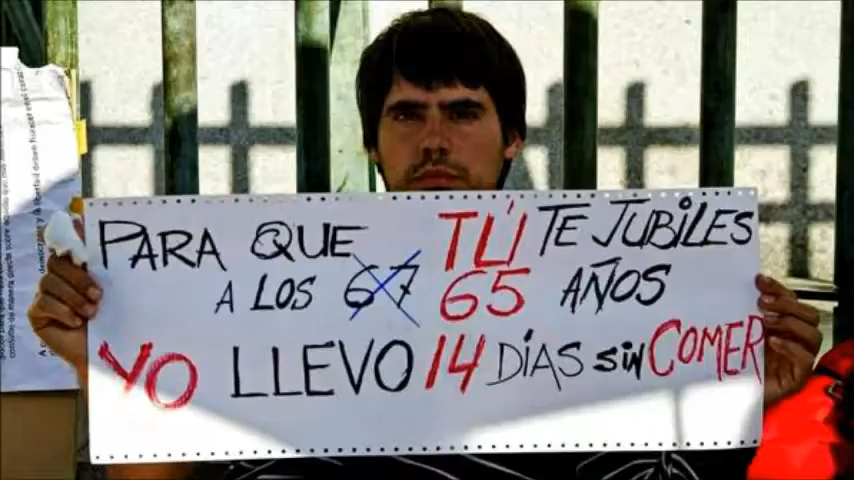 PARA QUE TÚ TE JUBILES
A LOS 67 65 AÑOS
YO LLEVO 14 DÍAS SIN COMER